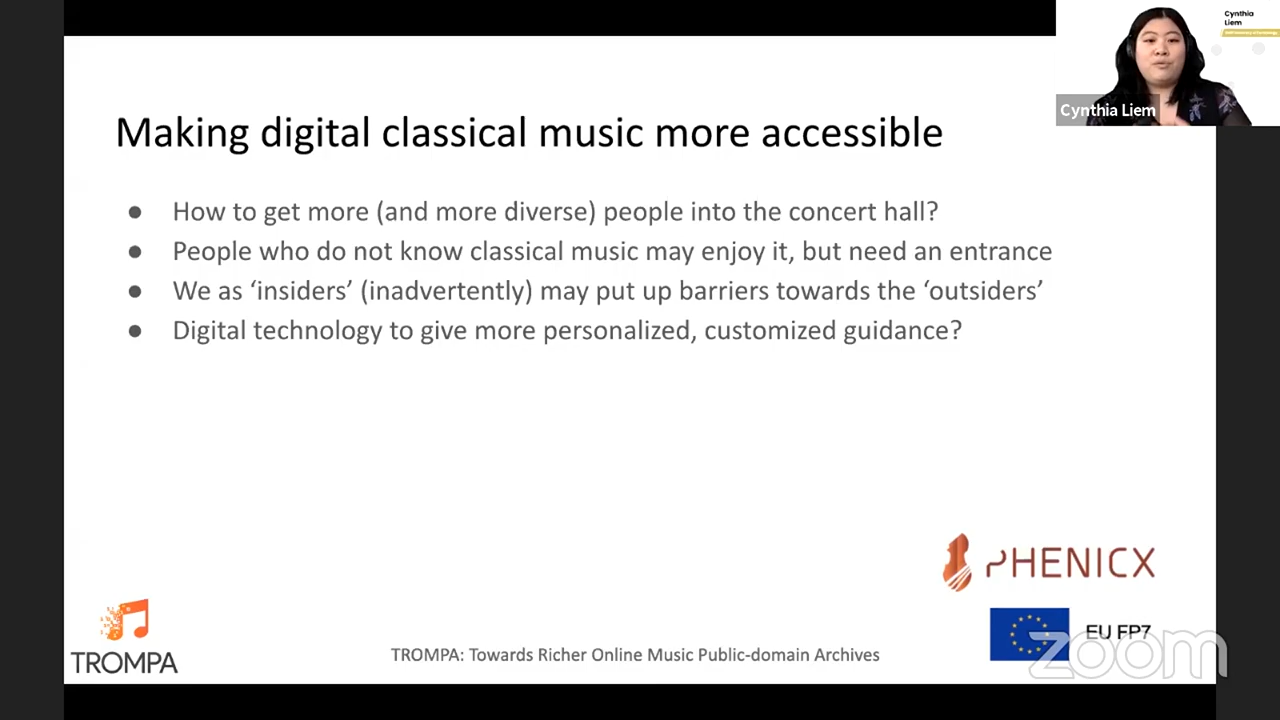 Cynthia
Liem
Cynthia Liem
Making digital classical music more accessible
● How to get more (and more diverse) people into the concert hall?
● People who do not know classical music may enjoy it, but need an entrance
● We as ‘insiders’ (inadvertently) may put up barriers towards the ‘outsiders’
● Digital technology to give more personalized, customized guidance?
PHENICX
EU FP7
zoom
TROMPA
TROMPA: Towards Richer Online Music Public-domain Archives